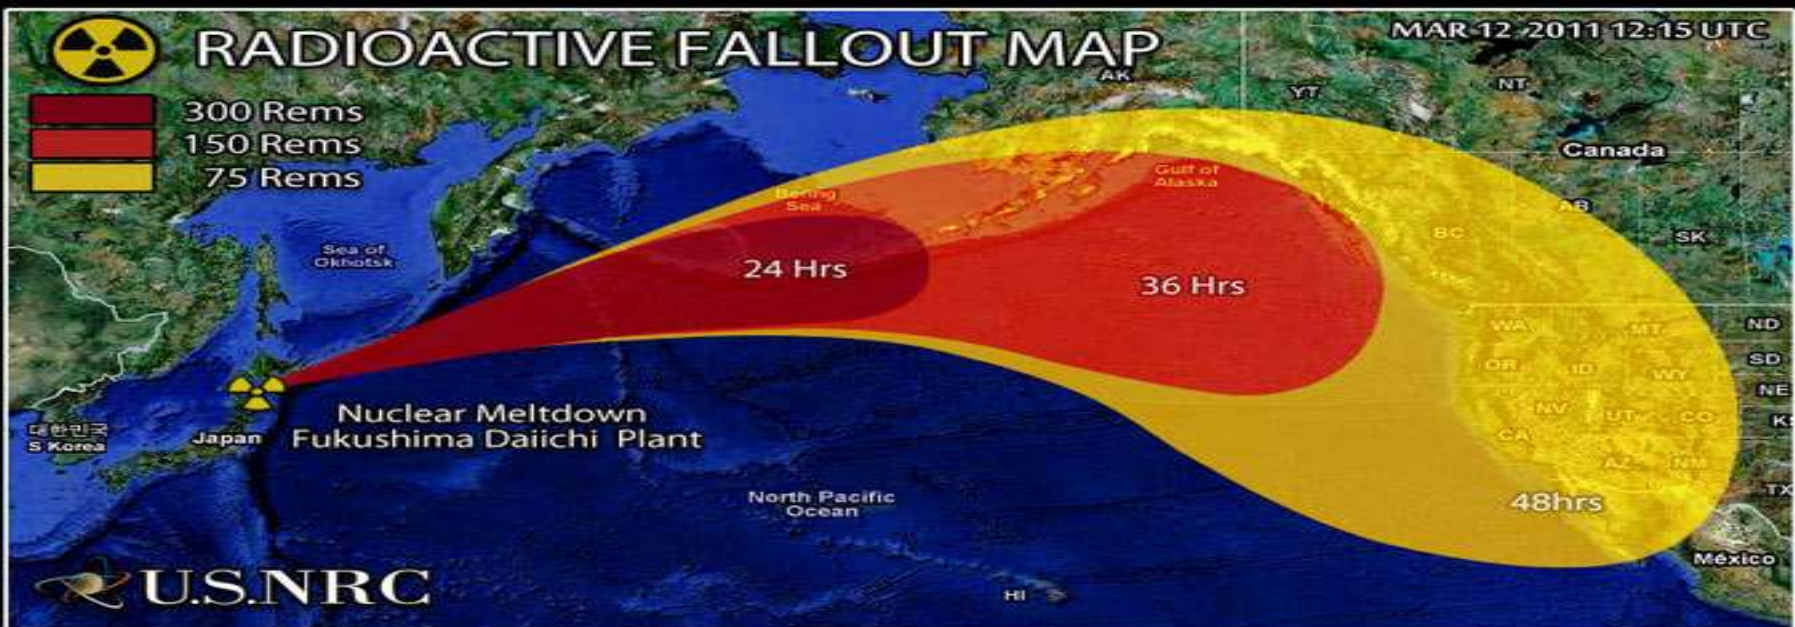 RADIOACTIVE FALLOUT MAP
MAR 12, 2011 12:15 UTC
300 Rems
150 Rems
75 Rems
AK
YT
NT
Canada
Gulf of
Alaska
Bering
Sea
AB
BC
SK
Sea of
Okhotsk
24 Hrs
36 Hrs
WA
MT
ND
OR
ID
WY
SD
NE
NV
UT
CO
KS
CA
AZ
NM
TX
48hrs
México
Nuclear Meltdown
Fukushima Daiichi Plant
대한민국
S Korea
Japan
North Pacific
Ocean
HI
U.S.NRC